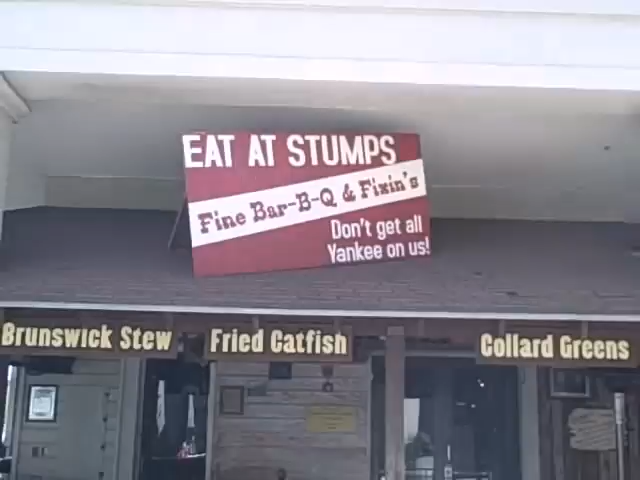 EAT AT STUMPS
Fine Bar-B-Q & Fixin's
Don't get all
Yankee on us!
Brunswick Stew
Fried Catfish
Collard Greens